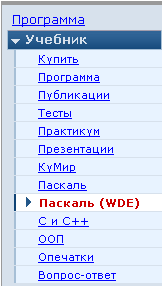 Программа
Учебник
Купить
Программа
Публикации
Тесты
Практикум
Презентации
КуМир
Паскаль
Паскаль (WDE)
С и С++
ООП
Опечатки
Вопрос-ответ